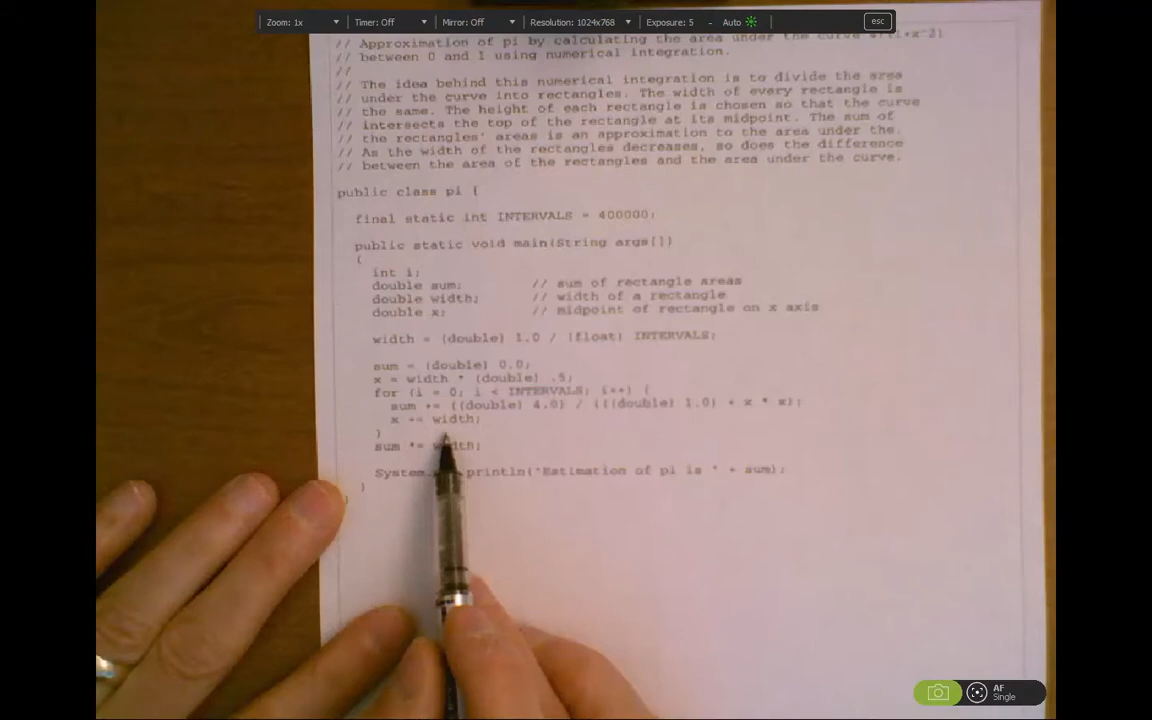 Zoom: 1x Timer: Off Mirror: Off Resolution: 1024x768 Exposure: 5 - Auto esc
// Approximation of pi by calculating the area under the curve
// between 0 and 1 using numerical integration.
//
// The idea behind this numerical integration is to divide the area
// under the curve into rectangles. The width of every rectangle is
// the same. The height of each rectangle is chosen so that the curve
// intersects the top of the rectangle at its midpoint. The sum of
// the rectangles' areas is an approximation to the area under the.
// As the width of the rectangles decreases, so does the difference
// between the area of the rectangles and the area under the curve.
public class pi {
final static int INTERVALS = 400000;
public static void main(String args[])
{
int i;
double sum; // sum of rectangle areas
double width; // width of a rectangle
double x; // midpoint of rectangle on x axis
width = (double) 1.0 / (float) INTERVALS;
sum = (double) 0.0;
x = width * (double) .5;
for (i = 0; i < INTERVALS; i++) {
sum += ((double) 4.0) / (((double) 1.0) + x * x);
x += width;
}
sum *= width;
System. println("Estimation of pi is " + sum);
}
}
AF
Single